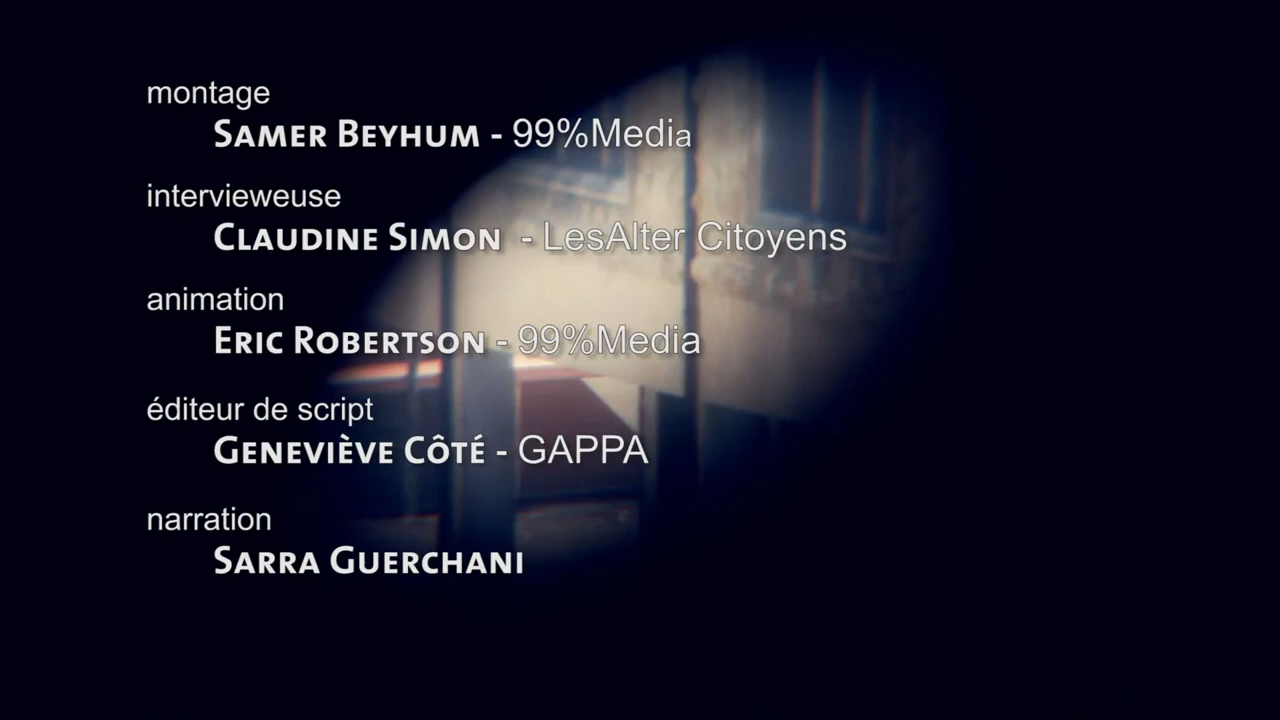 montage
SAMER BEYHUM - 99%Media
intervieweuse
CLAUDINE SIMON - LesAlter Citoyens
animation
ERIC ROBERTSON - 99%Media
éditeur de script
GENEVIÈVE CÔTÉ - GAPPA
narration
SARRA GUERCHANI